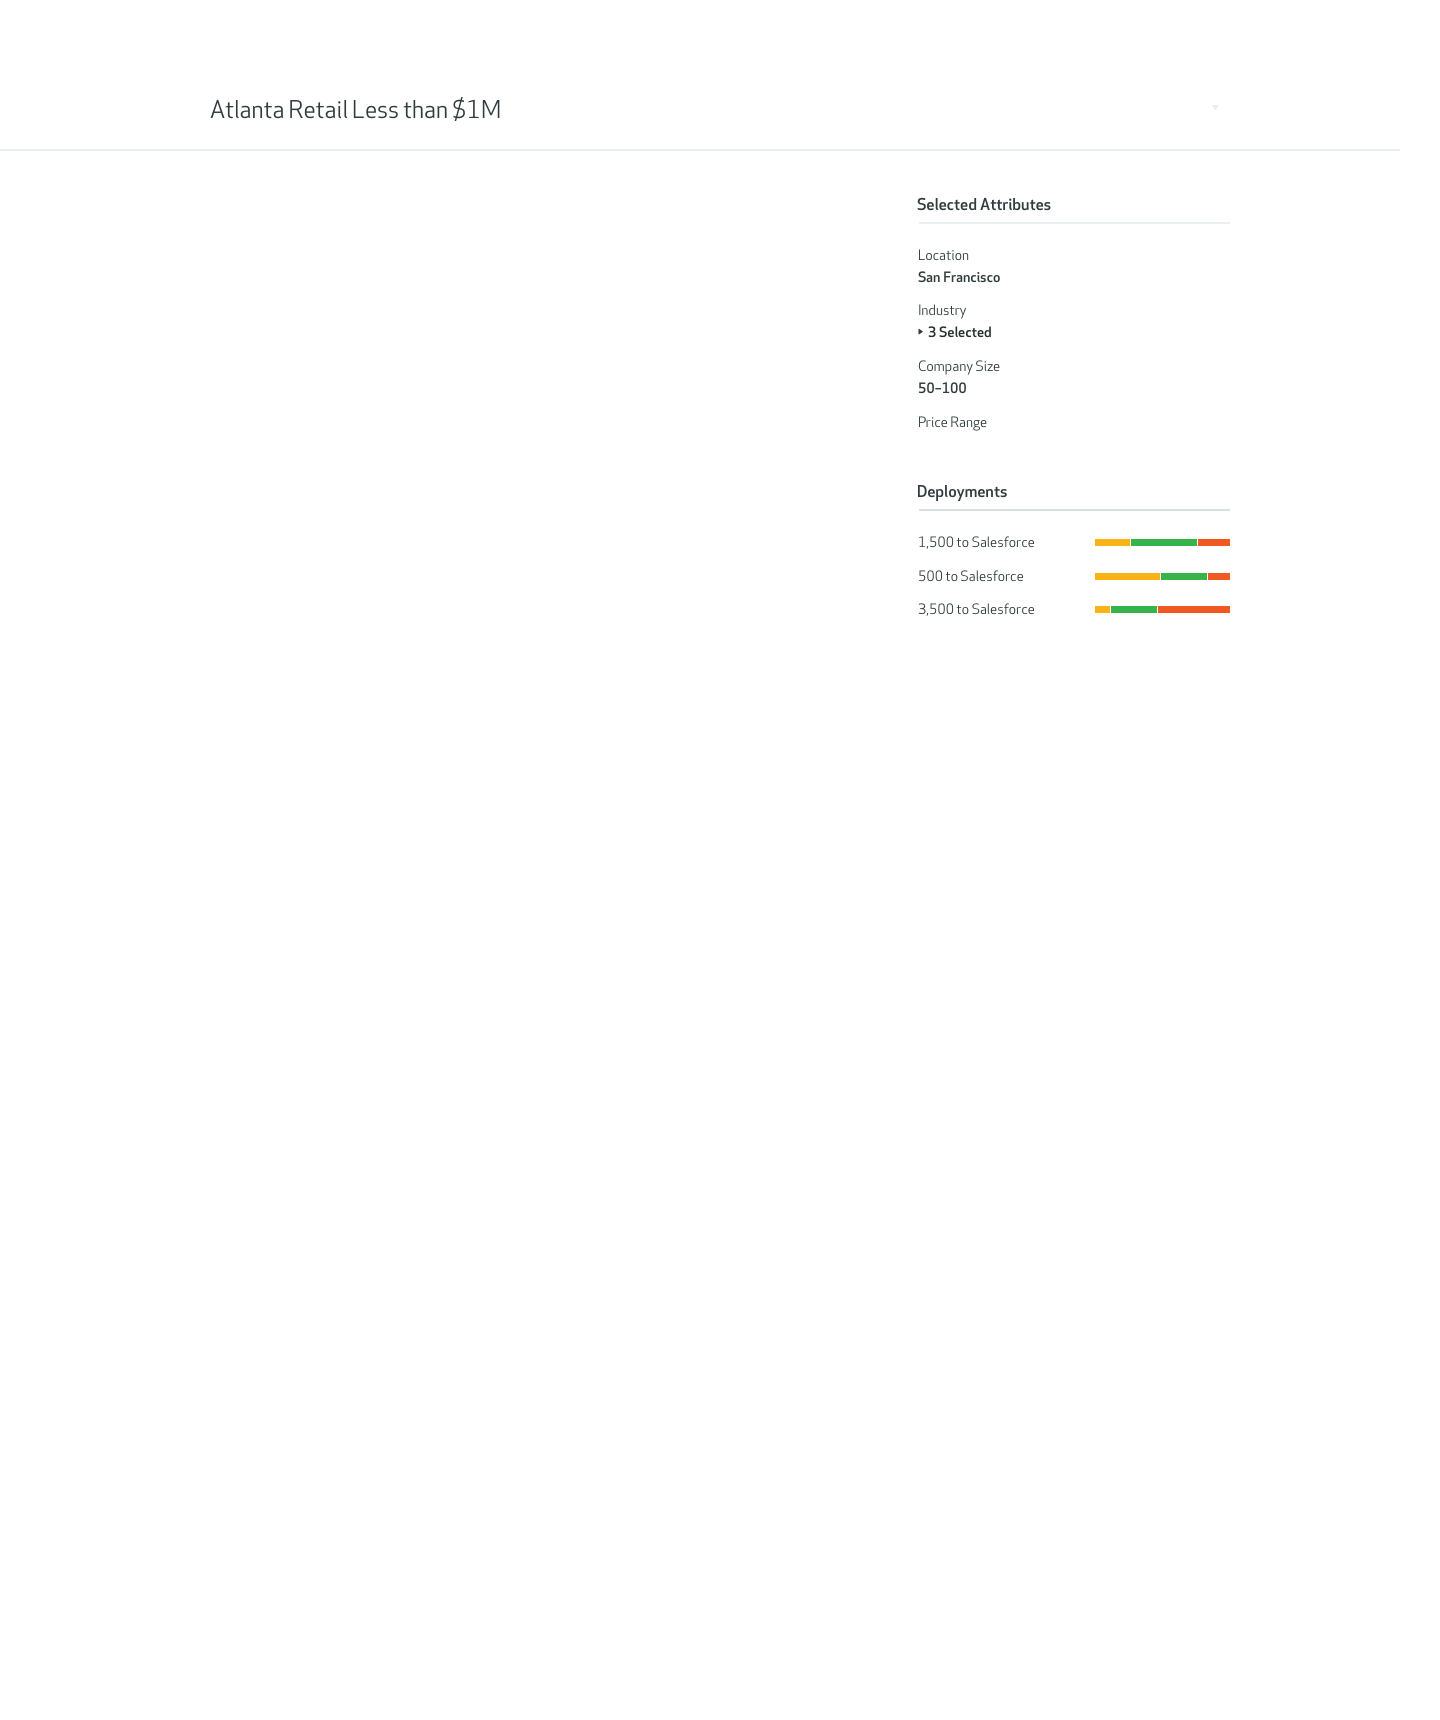 Atlanta Retail Less than $1M
Selected Attributes
Location
San Francisco
Industry
3 Selected
Company Size
50–100
Price Range
Deployments
1,500 to Salesforce
500 to Salesforce
3,500 to Salesforce